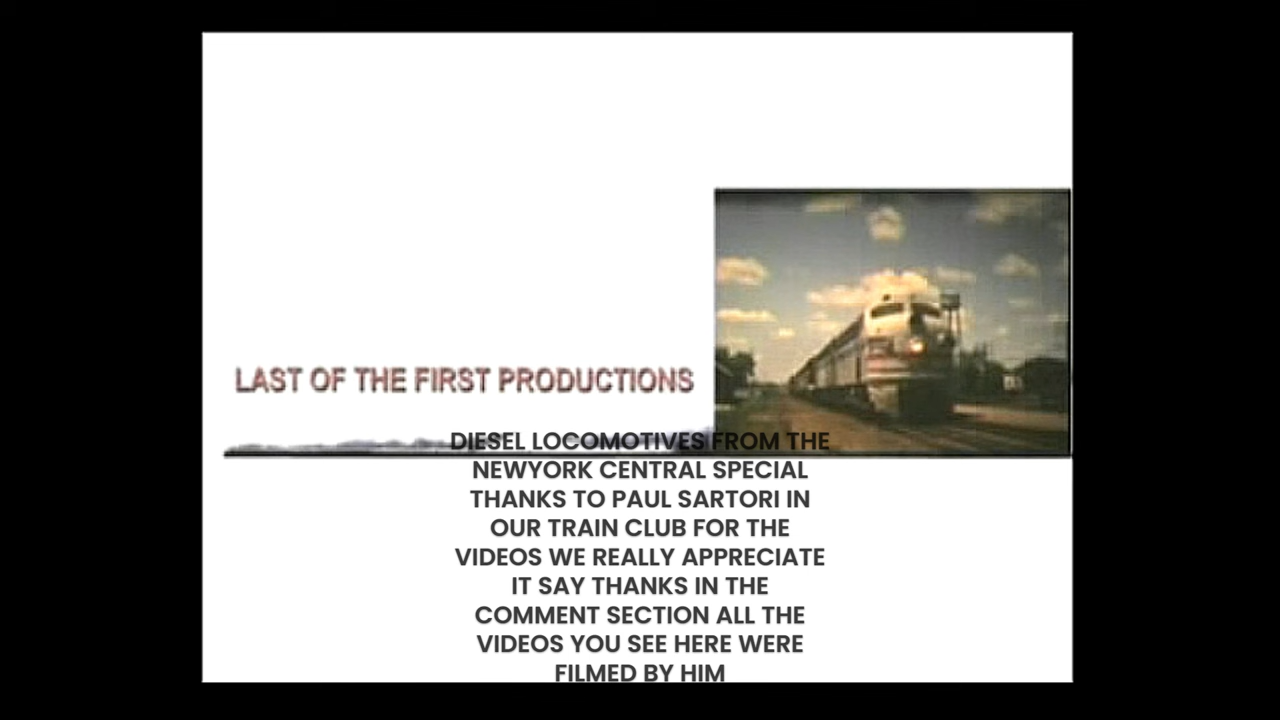 LAST OF THE FIRST PRODUCTIONS
DIESEL LOCOMOTIVES FROM THE
NEWYORK CENTRAL SPECIAL
THANKS TO PAUL SARTORI IN
OUR TRAIN CLUB FOR THE
VIDEOS WE REALLY APPRECIATE
IT SAY THANKS IN THE
COMMENT SECTION ALL THE
VIDEOS YOU SEE HERE WERE
FILMED BY HIM